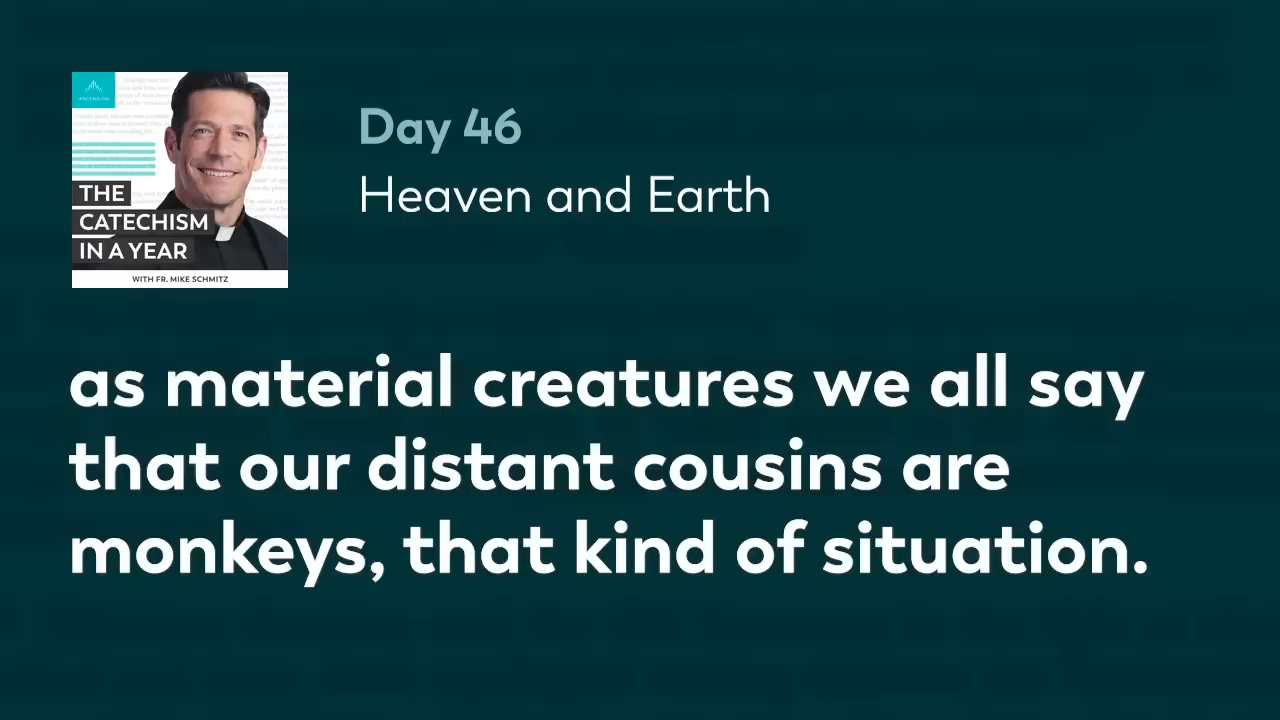 ASCENSION
THE
CATECHISM
IN A YEAR
WITH FR. MIKE SCHMITZ
Day 46
Heaven and Earth
as material creatures we all say
that our distant cousins are
monkeys, that kind of situation.